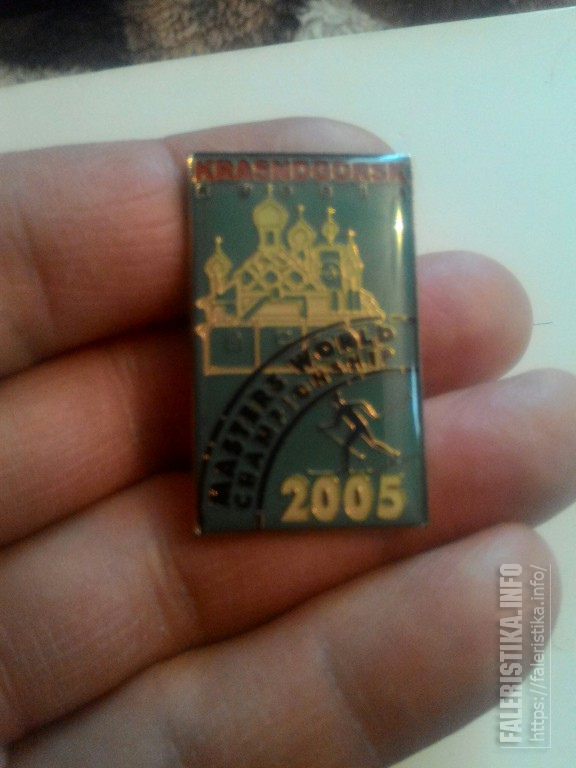 KRASNOGORSK
MASTERS WORLD
CHAMPIONSHIP
2005
FALERISTIKA.INFO
https://faleristika.info/